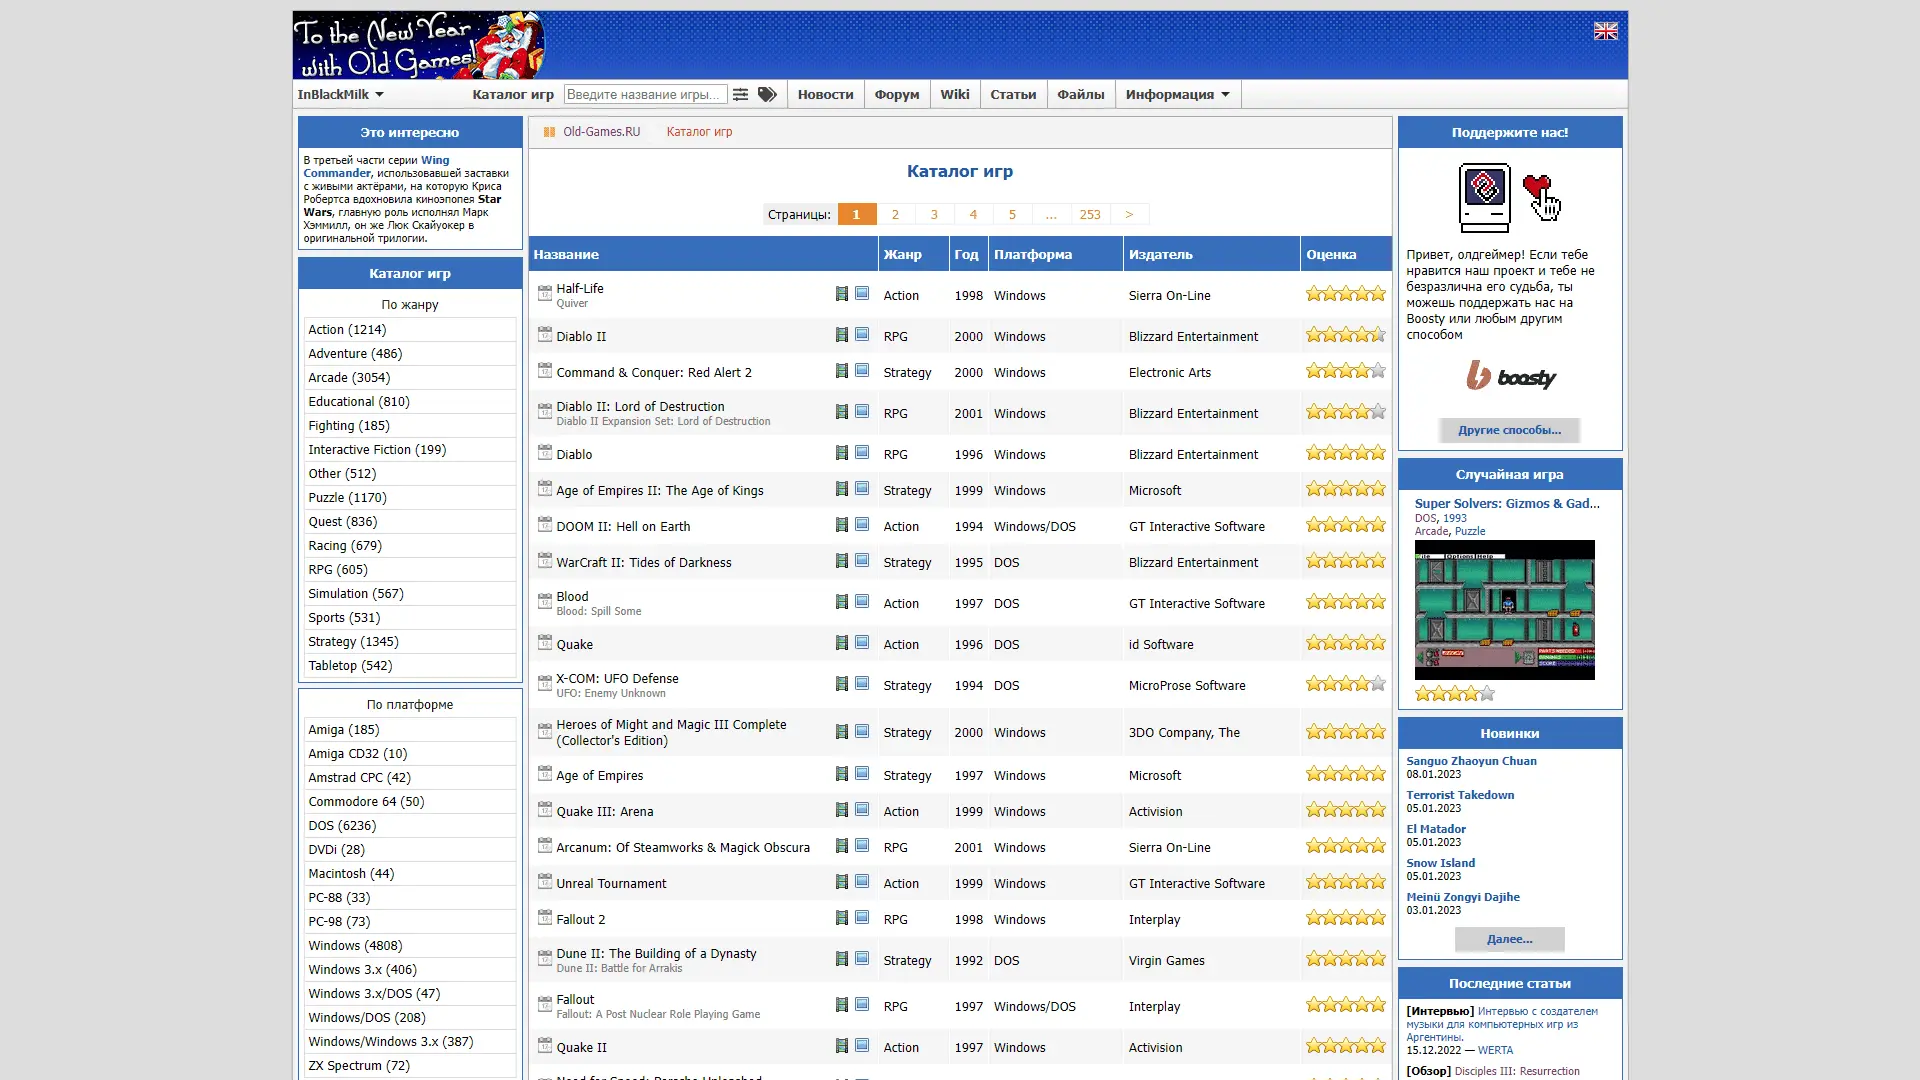 To the New Year
with Old Games!
InBlackMilk
Каталог игр
Введите название игры...
Новости
Форум
Wiki
Статьи
Файлы
Информация
Это интересно
В третьей части серии Wing
Commander, использовавшей заставки
с живыми актёрами, на которую Криса
Робертса вдохновила киноэпопея Star
Wars, главную роль исполнял Марк
Хэммилл, он же Люк Скайуокер в
оригинальной трилогии.
Каталог игр
По жанру
Action (1214)
Adventure (486)
Arcade (3054)
Educational (810)
Fighting (185)
Interactive Fiction (199)
Other (512)
Puzzle (1170)
Quest (836)
Racing (679)
RPG (605)
Simulation (567)
Sports (531)
Strategy (1345)
Tabletop (542)
По платформе
Amiga (185)
Amiga CD32 (10)
Amstrad CPC (42)
Commodore 64 (50)
DOS (6236)
DVDi (28)
Macintosh (44)
PC-88 (33)
PC-98 (73)
Windows (4808)
Windows 3.x (406)
Windows 3.x/DOS (47)
Windows/DOS (208)
Windows/Windows 3.x (387)
ZX Spectrum (72)
Old-Games.RU Каталог игр
Каталог игр
Страницы: 1 2 3 4 5 ... 253 >
Название Жанр Год Платформа Издатель Оценка
Half-Life Action 1998 Windows Sierra On-Line
Quiver
Diablo II RPG 2000 Windows Blizzard Entertainment
Command & Conquer: Red Alert 2 Strategy 2000 Windows Electronic Arts
Diablo II: Lord of Destruction RPG 2001 Windows Blizzard Entertainment
Diablo II Expansion Set: Lord of Destruction
Diablo RPG 1996 Windows Blizzard Entertainment
Age of Empires II: The Age of Kings Strategy 1999 Windows Microsoft
DOOM II: Hell on Earth Action 1994 Windows/DOS GT Interactive Software
WarCraft II: Tides of Darkness Strategy 1995 DOS Blizzard Entertainment
Blood Action 1997 DOS GT Interactive Software
Blood: Spill Some
Quake Action 1996 DOS id Software
X-COM: UFO Defense Strategy 1994 DOS MicroProse Software
UFO: Enemy Unknown
Heroes of Might and Magic III Complete
(Collector's Edition) Strategy 2000 Windows 3DO Company, The
Age of Empires Strategy 1997 Windows Microsoft
Quake III: Arena Action 1999 Windows Activision
Arcanum: Of Steamworks & Magick Obscura RPG 2001 Windows Sierra On-Line
Unreal Tournament Action 1999 Windows GT Interactive Software
Fallout 2 RPG 1998 Windows Interplay
Dune II: The Building of a Dynasty Strategy 1992 DOS Virgin Games
Dune II: Battle for Arrakis
Fallout RPG 1997 Windows/DOS Interplay
Fallout: A Post Nuclear Role Playing Game
Quake II Action 1997 Windows Activision
Поддержте нас!
Привет, олдгеймер! Если тебе
нравится наш проект и тебе не
безразлична его судьба, ты
можешь поддержать нас на
Boosty или любым другим
способом
boosty
Другие способы...
Случайная игра
Super Solvers: Gizmos & Gad...
DOS, 1993
Arcade, Puzzle
Новинки
Sanguo Zhaoyun Chuan
08.01.2023
Terrorist Takedown
05.01.2023
El Matador
05.01.2023
Snow Island
05.01.2023
Meinü Zongyi Dajihe
03.01.2023
Далее...
Последние статьи
[Интервью] Интервью с создателем
музыки для компьютерных игр из
Аргентины.
15.12.2022 — WERTA
[Обзор] Disciples III: Resurrection